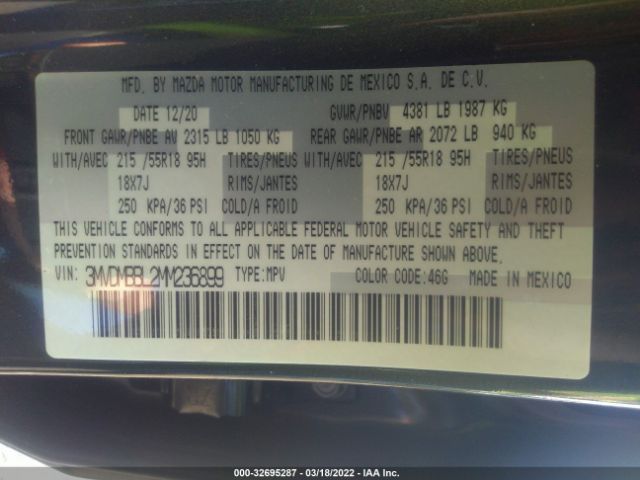 MFD. BY MAZDA MOTOR MANUFACTURING DE MEXICO S.A. DE C.V.
DATE 12/20 GVWR/PNBV 4381 LB 1987 KG
FRONT GAWR/PNBE AV 2315 LB 1050 KG REAR GAWR/PNBE AR 2072 LB 940 KG
WITH/AVEC 215 /55R18 95H TIRES/PNEUS WITH/AVEC 215 /55R18 95H TIRES/PNEUS
18X7J RIMS/JANTES 18X7J RIMS/JANTES
250 KPA/36 PSI COLD/A FROID 250 KPA/36 PSI COLD/A FROID
THIS VEHICLE CONFORMS TO ALL APPLICABLE FEDERAL MOTOR VEHICLE SAFETY AND THEFT
PREVENTION STANDARDS IN EFFECT ON THE DATE OF MANUFACTURE SHOWN ABOVE.
VIN: 3MVDMBBL2MM236899 TYPE:MPV COLOR CODE:46G MADE IN MEXICO
000-32695287 - 03/18/2022 - IAA Inc.